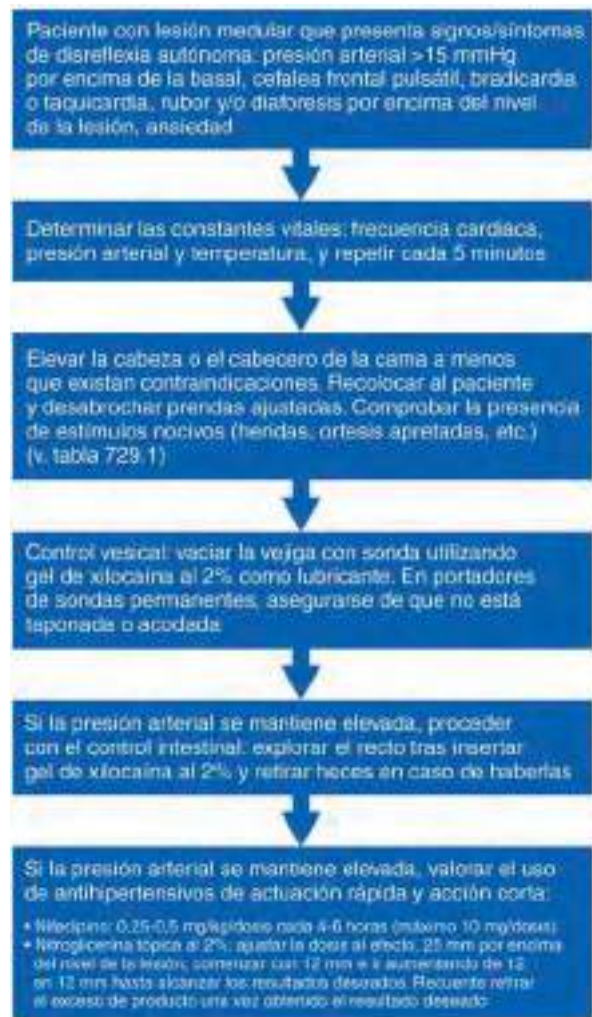 Paciente con lesión medular que presenta signos/síntomas
de disreflexia autónoma: presión arterial >15 mmHg
por encima de la basal, cefalea frontal pulsátil, bradicardia
o taquicardia, rubor y/o diaforesis por encima del nivel
de la lesión, ansiedad
Determinar las constantes vitales: frecuencia cardiaca,
presión arterial y temperatura, y repetir cada 5 minutos
Elevar la cabeza o el cabecero de la cama a menos
que existan contraindicaciones. Recolocar al paciente
y desabrochar prendas ajustadas. Comprobar la presencia
de estímulos nocivos (heridas, ortesis apretadas, etc.)
(v. tabla 729.1)
Control vesical: vaciar la vejiga con sonda utilizando
gel de xilocaína al 2% como lubricante. En portadores
de sondas permanentes, asegurarse de que no está
taponada o acodada
Si la presión arterial se mantiene elevada, proceder
con el control intestinal: explorar el recto tras insertar
gel de xilocaína al 2% y retirar heces en caso de haberlas
Si la presión arterial se mantiene elevada, valorar el uso
de antihipertensivos de actuación rápida y acción corta:
• Nifedipino: 0,25-0,5 mg/kg/dosis cada 4-6 horas (máximo 10 mg/dosis)
• Nitroglicerina tópica al 2%: ajustar la dosis al efecto, 25 mm por encima
del nivel de la lesión, comenzar con 12 mm e ir aumentando de 12
en 12 mm hasta alcanzar los resultados deseados. Recuerde retirar
el exceso de producto una vez obtenido el resultado deseado